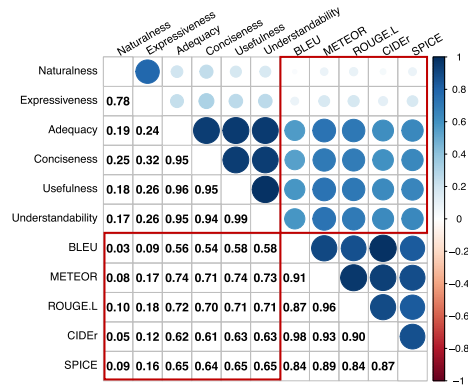 Naturalness Expressiveness Adequacy Conciseness Usefulness Understandability BLEU METEOR ROUGE.L CIDEr SPICE
Naturalness
Expressiveness 0.78
Adequacy 0.19 0.24
Conciseness 0.25 0.32 0.95
Usefulness 0.18 0.26 0.96 0.95
Understandability 0.17 0.26 0.95 0.94 0.99
BLEU 0.03 0.09 0.56 0.54 0.58 0.58
METEOR 0.08 0.17 0.74 0.71 0.74 0.73 0.91
ROUGE.L 0.10 0.18 0.72 0.70 0.71 0.71 0.87 0.96
CIDEr 0.05 0.12 0.62 0.61 0.63 0.63 0.98 0.93 0.90
SPICE 0.09 0.16 0.65 0.64 0.65 0.65 0.84 0.89 0.84 0.87
1
0.8
0.6
0.4
0.2
0
−0.2
−0.4
−0.6
−0.8
−1